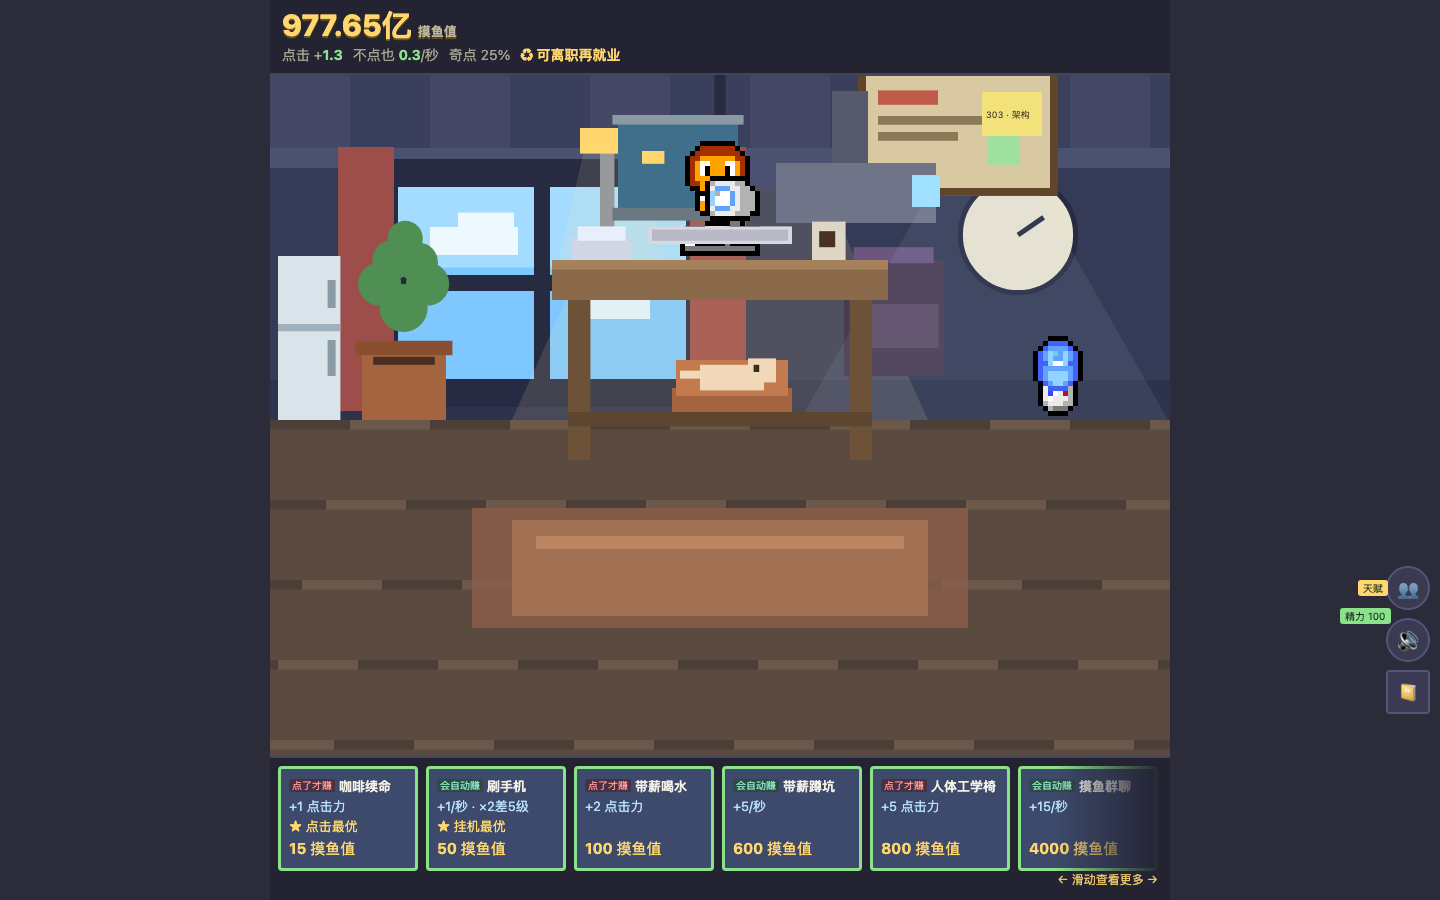 977.65亿 摸鱼值
点击 +1.3 不点也 0.3/秒 奇点 25% ♻ 可离职再就业
303 · 架构
天赋
精力 100
点了才赚 咖啡续命
+1 点击力
★ 点击最优
15 摸鱼值
会自动赚 刷手机
+1/秒 · ×2差5级
★ 挂机最优
50 摸鱼值
点了才赚 带薪喝水
+2 点击力
100 摸鱼值
会自动赚 带薪蹲坑
+5/秒
600 摸鱼值
点了才赚 人体工学椅
+5 点击力
800 摸鱼值
会自动赚 摸鱼群聊
+15/秒
4000 摸鱼值
← 滑动查看更多 →